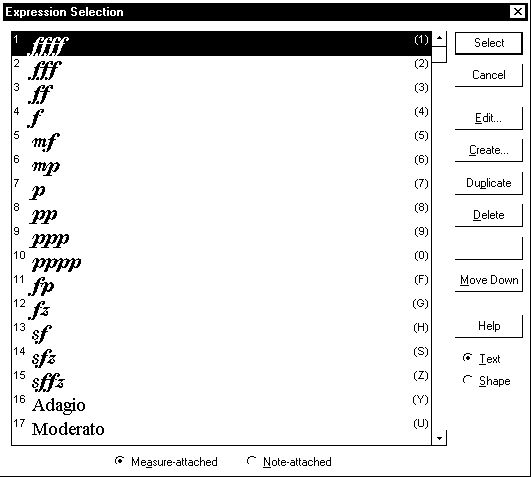 Expression Selection
1 ffff (1)
2 fff (2)
3 ff (3)
4 f (4)
5 mf (5)
6 mp (6)
7 p (7)
8 pp (8)
9 ppp (9)
10 pppp (0)
11 fp (F)
12 fz (G)
13 sf (H)
14 sfz (S)
15 sffz (Z)
16 Adagio (Y)
17 Moderato (U)
Select
Cancel
Edit...
Create...
Duplicate
Delete
Move Down
Help
Text
Shape
Measure-attached
Note-attached